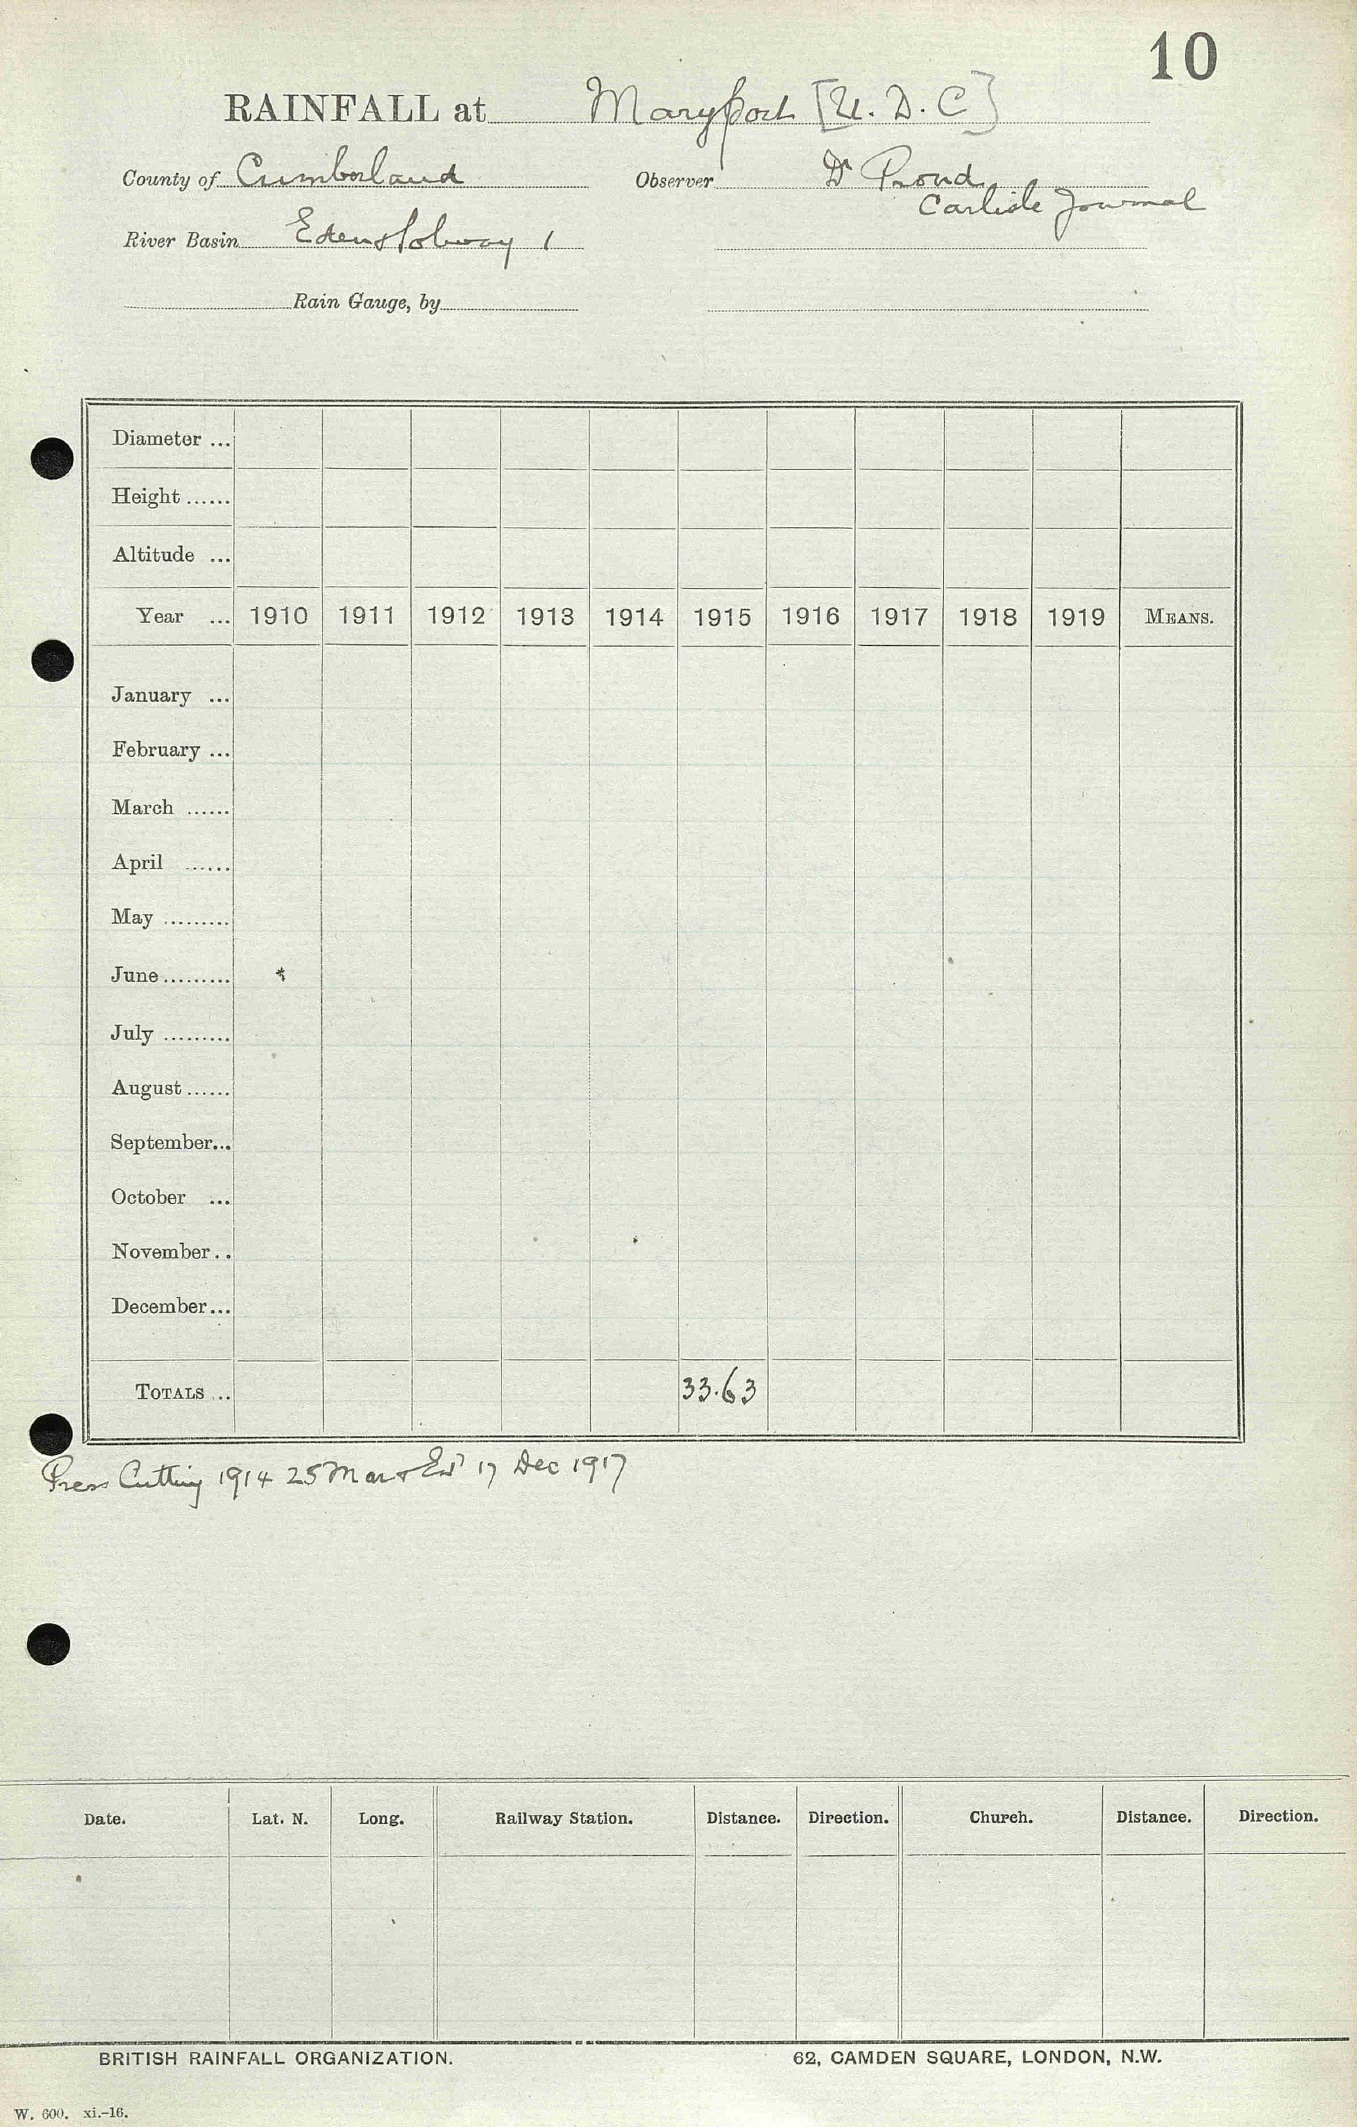 10
RAINFALL at Maryport [U.D.C]
County of Cumberland Observer Dr Proud
Carlisle Journal
River Basin Eden & Solway 1
Rain Gauge, by
Diameter ...
Height ......
Altitude ...
Year ... 1910 1911 1912 1913 1914 1915 1916 1917 1918 1919 MEANS.
January ...
February ...
March ......
April ......
May .........
June .........
July .........
August ......
September...
October ...
November..
December...
TOTALS ... 33.63
Press Cutting 1914 25 Mar & 17 Dec 1917
Date. Lat. N. Long. Railway Station. Distance. Direction. Church. Distance. Direction.
BRITISH RAINFALL ORGANIZATION. 62, CAMDEN SQUARE, LONDON, N.W.
W. 600. xi.-16.